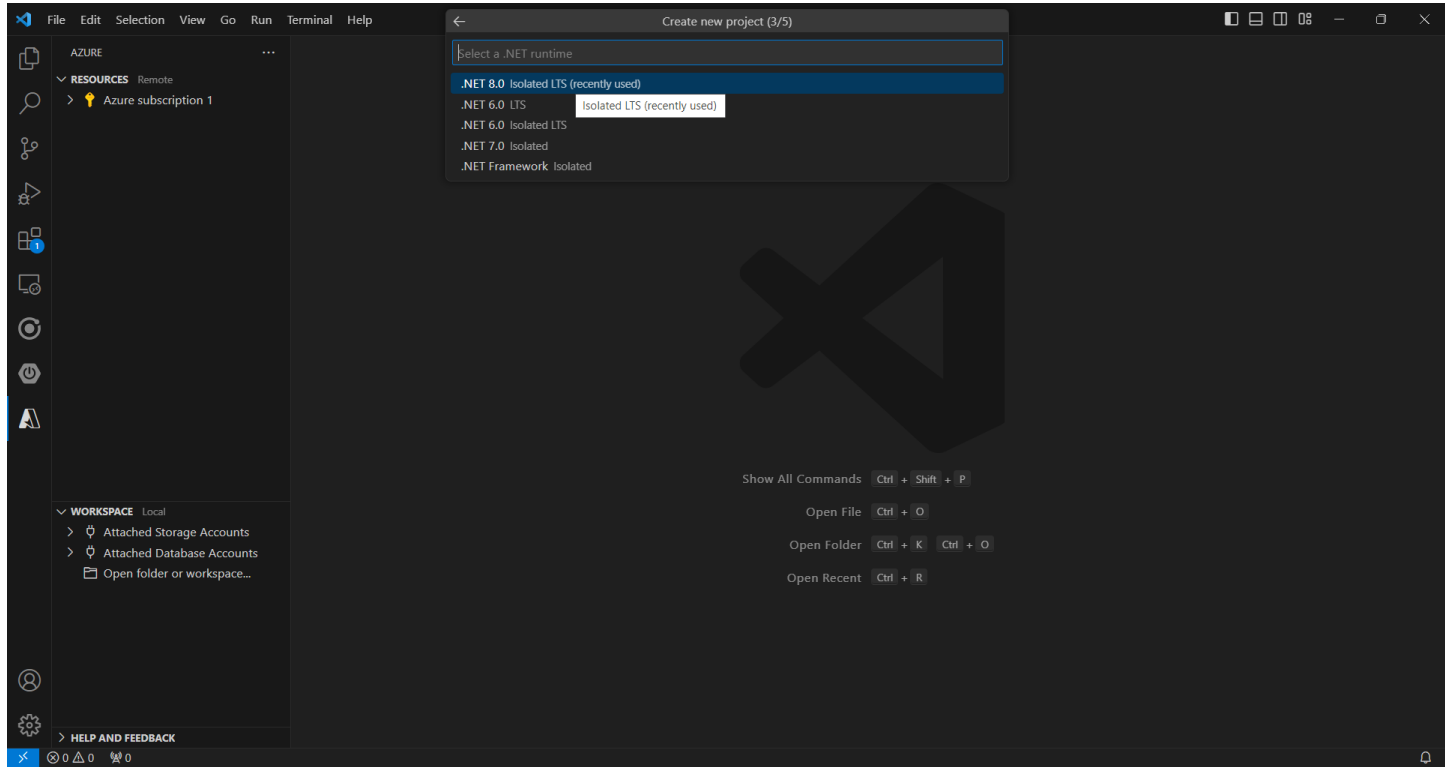 File Edit Selection View Go Run Terminal Help
Create new project (3/5)
Select a .NET runtime
.NET 8.0 Isolated LTS (recently used)
.NET 6.0 LTS
Isolated LTS (recently used)
.NET 6.0 Isolated LTS
.NET 7.0 Isolated
.NET Framework Isolated
AZURE
RESOURCES Remote
Azure subscription 1
1
Show All Commands Ctrl + Shift + P
Open File Ctrl + O
Open Folder Ctrl + K Ctrl + O
Open Recent Ctrl + R
WORKSPACE Local
Attached Storage Accounts
Attached Database Accounts
Open folder or workspace...
HELP AND FEEDBACK
0 0 0